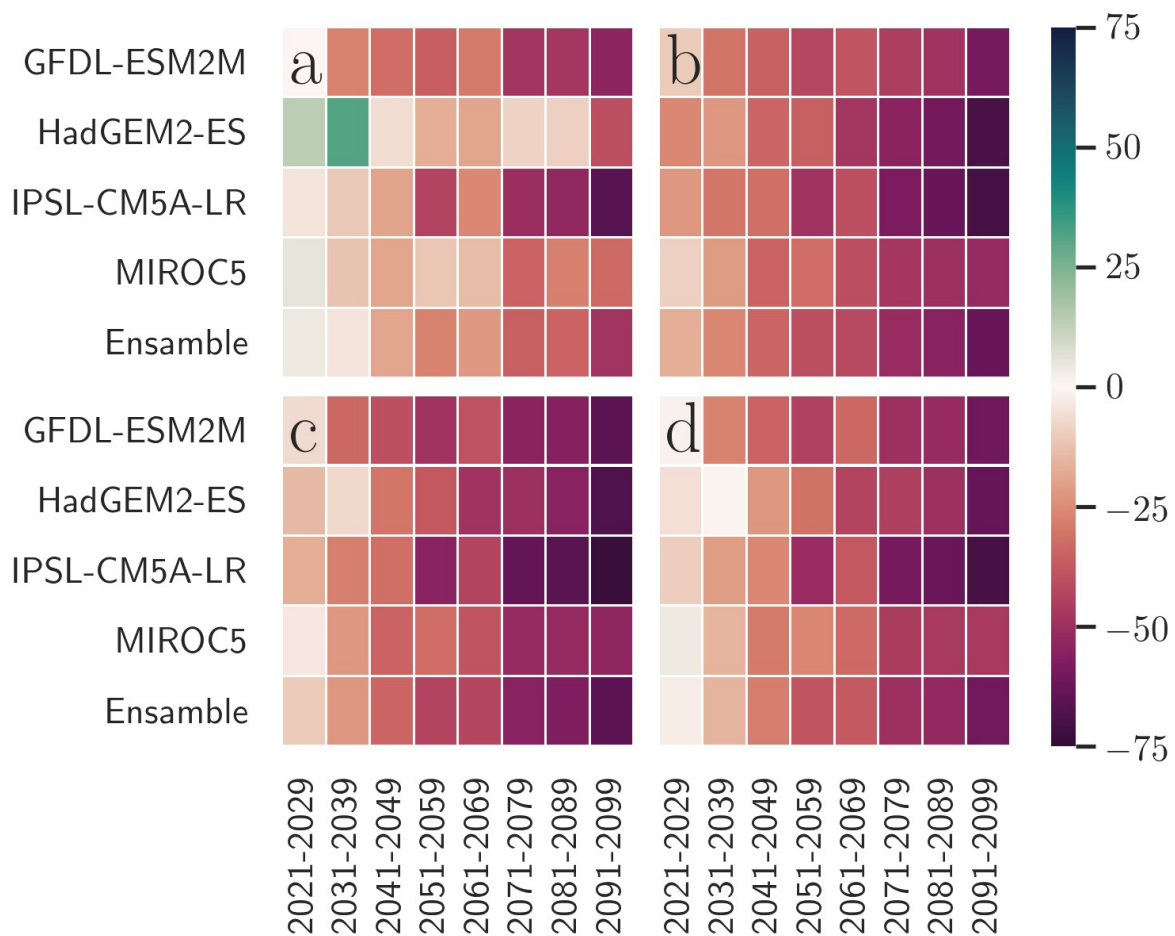 GFDL-ESM2M
HadGEM2-ES
IPSL-CM5A-LR
MIROC5
Ensamble
a
b
GFDL-ESM2M
HadGEM2-ES
IPSL-CM5A-LR
MIROC5
Ensamble
c
d
75
50
25
0
−25
−50
−75
2021-2029
2031-2039
2041-2049
2051-2059
2061-2069
2071-2079
2081-2089
2091-2099
2021-2029
2031-2039
2041-2049
2051-2059
2061-2069
2071-2079
2081-2089
2091-2099